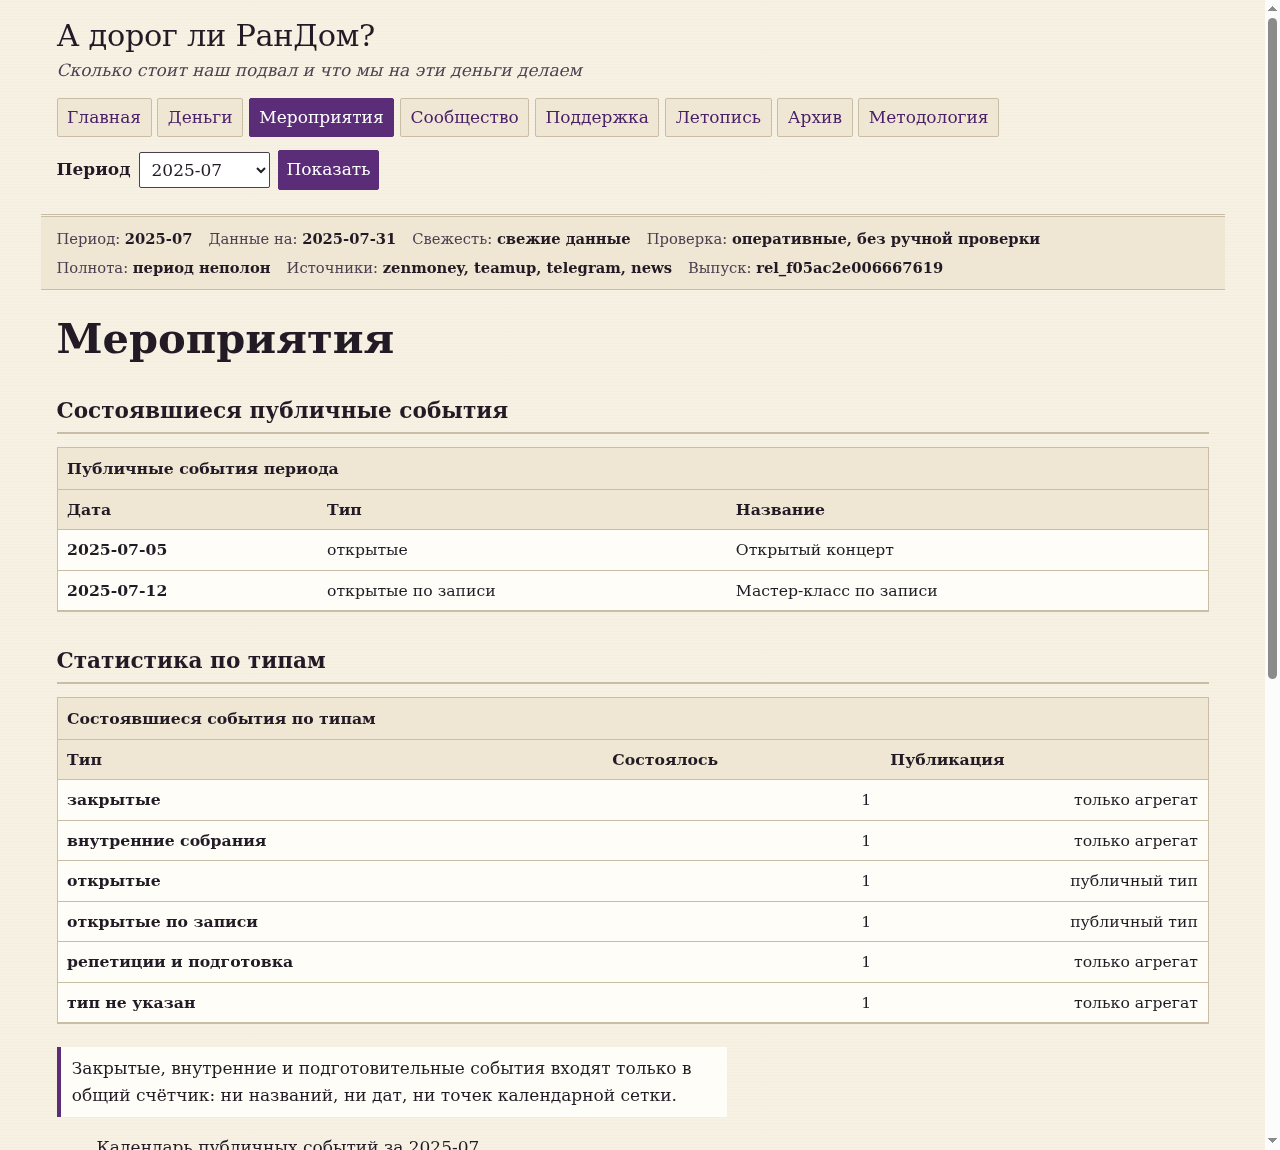 А дорог ли РанДом?
Сколько стоит наш подвал и что мы на эти деньги делаем
Главная Деньги Мероприятия Сообщество Поддержка Летопись Архив Методология
Период 2025-07 Показать
Период: 2025-07 Данные на: 2025-07-31 Свежесть: свежие данные Проверка: оперативные, без ручной проверки
Полнота: период неполон Источники: zenmoney, teamup, telegram, news Выпуск: rel_f05ac2e006667619
Мероприятия
Состоявшиеся публичные события
Публичные события периода
Дата Тип Название
2025-07-05 открытые Открытый концерт
2025-07-12 открытые по записи Мастер-класс по записи
Статистика по типам
Состоявшиеся события по типам
Тип Состоялось Публикация
закрытые 1 только агрегат
внутренние собрания 1 только агрегат
открытые 1 публичный тип
открытые по записи 1 публичный тип
репетиции и подготовка 1 только агрегат
тип не указан 1 только агрегат
Закрытые, внутренние и подготовительные события входят только в
общий счётчик: ни названий, ни дат, ни точек календарной сетки.
Календарь публичных событий за 2025-07